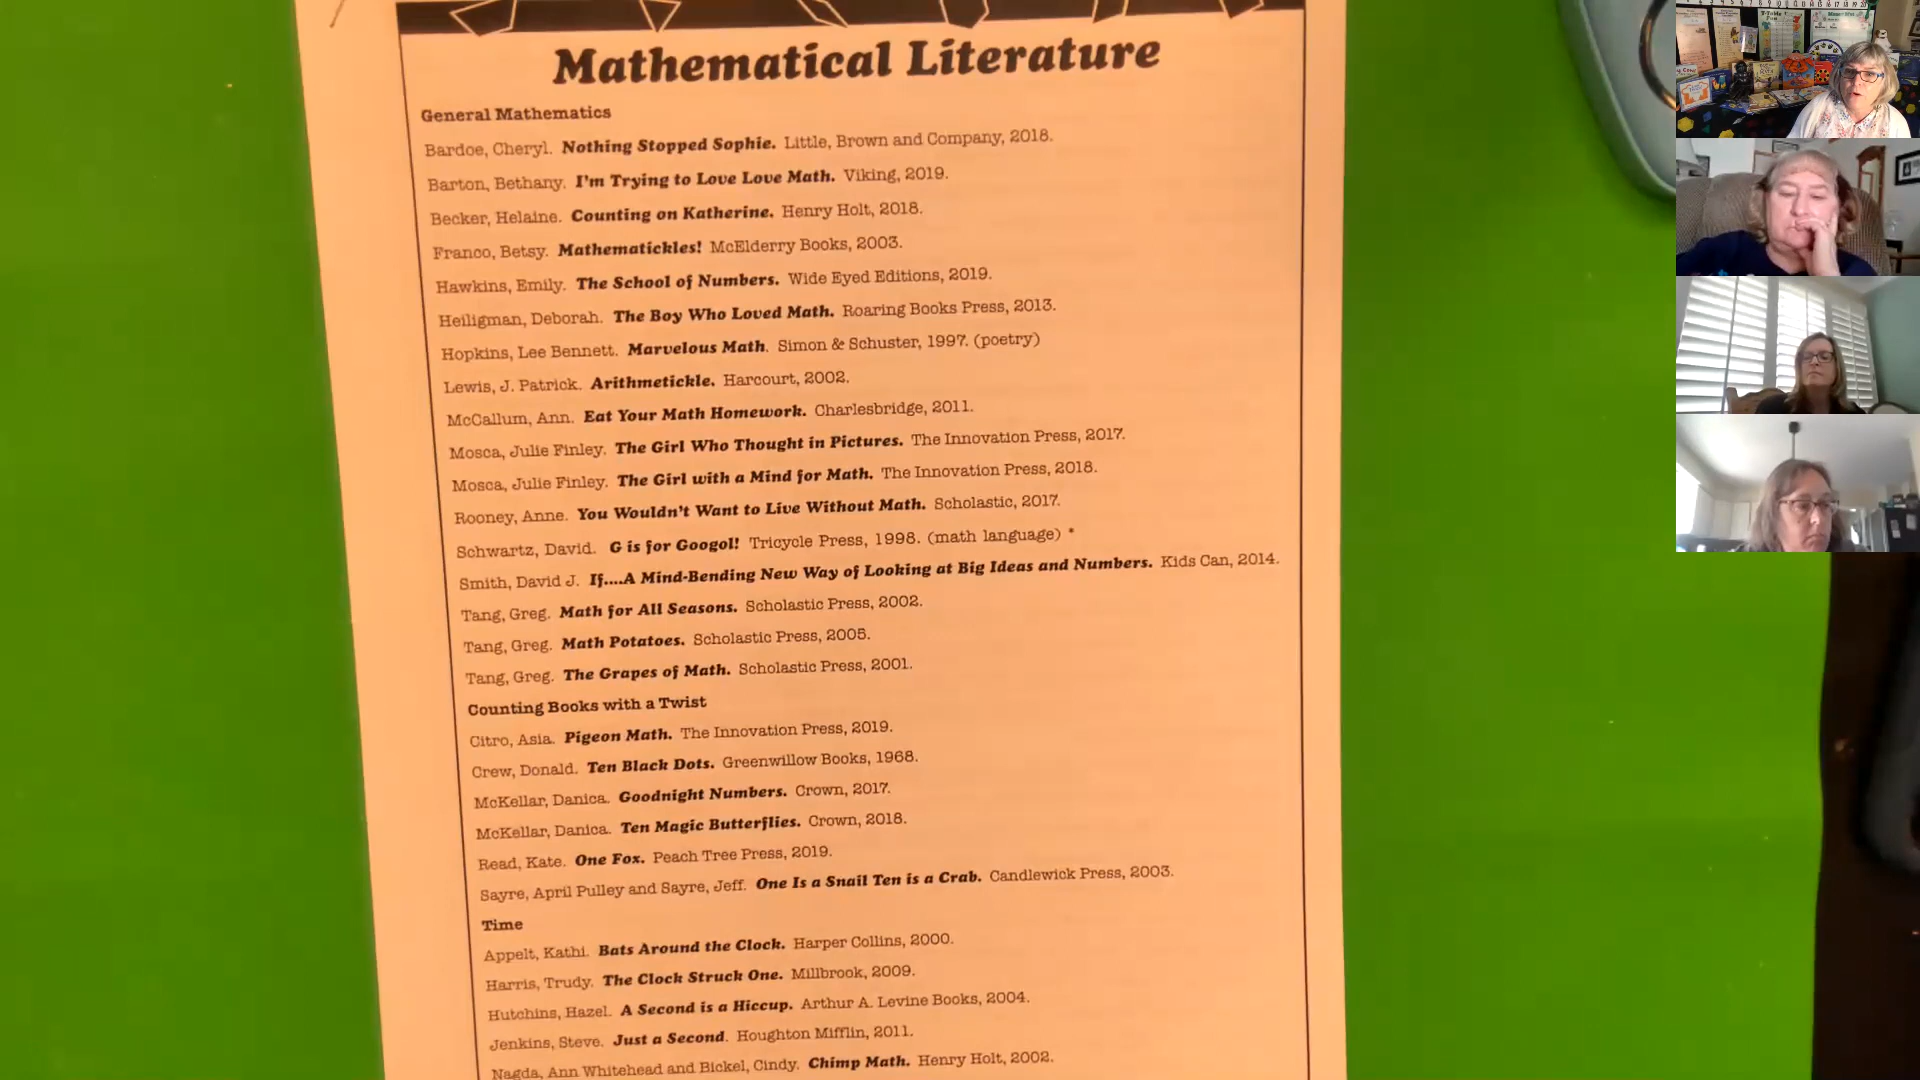 Mathematical Literature
General Mathematics
Bardoe, Cheryl. Nothing Stopped Sophie. Little, Brown and Company, 2018.
Barton, Bethany. I'm Trying to Love Love Math. Viking, 2019.
Becker, Helaine. Counting on Katherine. Henry Holt, 2018.
Franco, Betsy. Mathematickles! McElderry Books, 2003.
Hawkins, Emily. The School of Numbers. Wide Eyed Editions, 2019.
Heiligman, Deborah. The Boy Who Loved Math. Roaring Books Press, 2013.
Hopkins, Lee Bennett. Marvelous Math. Simon & Schuster, 1997. (poetry)
Lewis, J. Patrick. Arithmetickle. Harcourt, 2002.
McCallum, Ann. Eat Your Math Homework. Charlesbridge, 2011.
Mosca, Julie Finley. The Girl Who Thought in Pictures. The Innovation Press, 2017.
Mosca, Julie Finley. The Girl with a Mind for Math. The Innovation Press, 2018.
Rooney, Anne. You Wouldn't Want to Live Without Math. Scholastic, 2017.
Schwartz, David. G is for Googol! Tricycle Press, 1998. (math language) *
Smith, David J. If....A Mind-Bending New Way of Looking at Big Ideas and Numbers. Kids Can, 2014.
Tang, Greg. Math for All Seasons. Scholastic Press, 2002.
Tang, Greg. Math Potatoes. Scholastic Press, 2005.
Tang, Greg. The Grapes of Math. Scholastic Press, 2001.
Counting Books with a Twist
Citro, Asia. Pigeon Math. The Innovation Press, 2019.
Crew, Donald. Ten Black Dots. Greenwillow Books, 1968.
McKellar, Danica. Goodnight Numbers. Crown, 2017.
McKellar, Danica. Ten Magic Butterflies. Crown, 2018.
Read, Kate. One Fox. Peach Tree Press, 2019.
Sayre, April Pulley and Sayre, Jeff. One Is a Snail Ten is a Crab. Candlewick Press, 2003.
Time
Appelt, Kathi. Bats Around the Clock. Harper Collins, 2000.
Harris, Trudy. The Clock Struck One. Millbrook, 2009.
Hutchins, Hazel. A Second is a Hiccup. Arthur A. Levine Books, 2004.
Jenkins, Steve. Just a Second. Houghton Mifflin, 2011.
Nagda, Ann Whitehead and Bickel, Cindy. Chimp Math. Henry Holt, 2002.